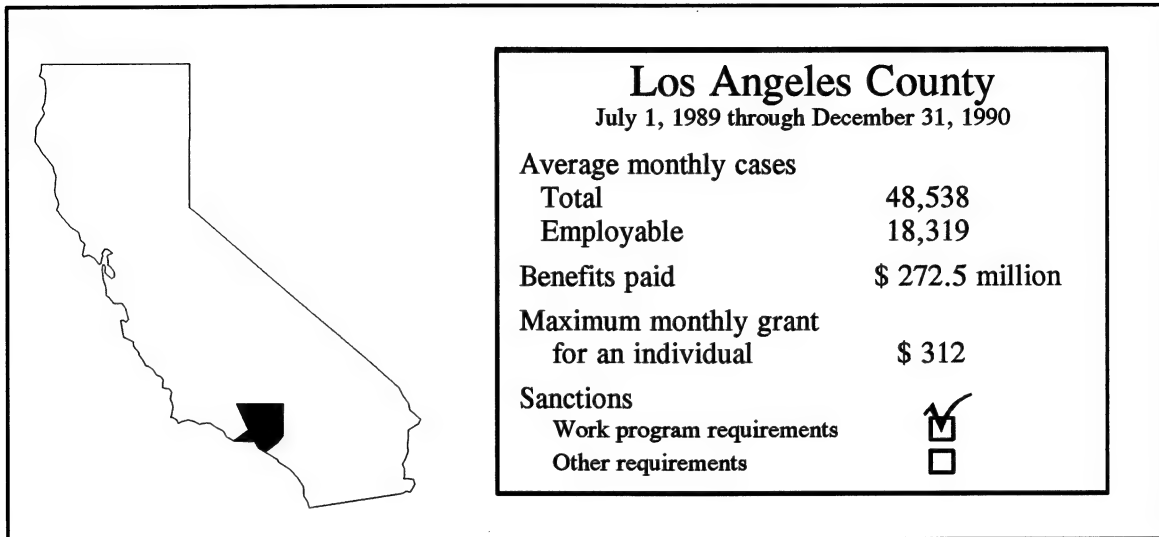 Los Angeles County
July 1, 1989 through December 31, 1990
Average monthly cases
Total 48,538
Employable 18,319
Benefits paid $ 272.5 million
Maximum monthly grant
for an individual $ 312
Sanctions
Work program requirements
Other requirements